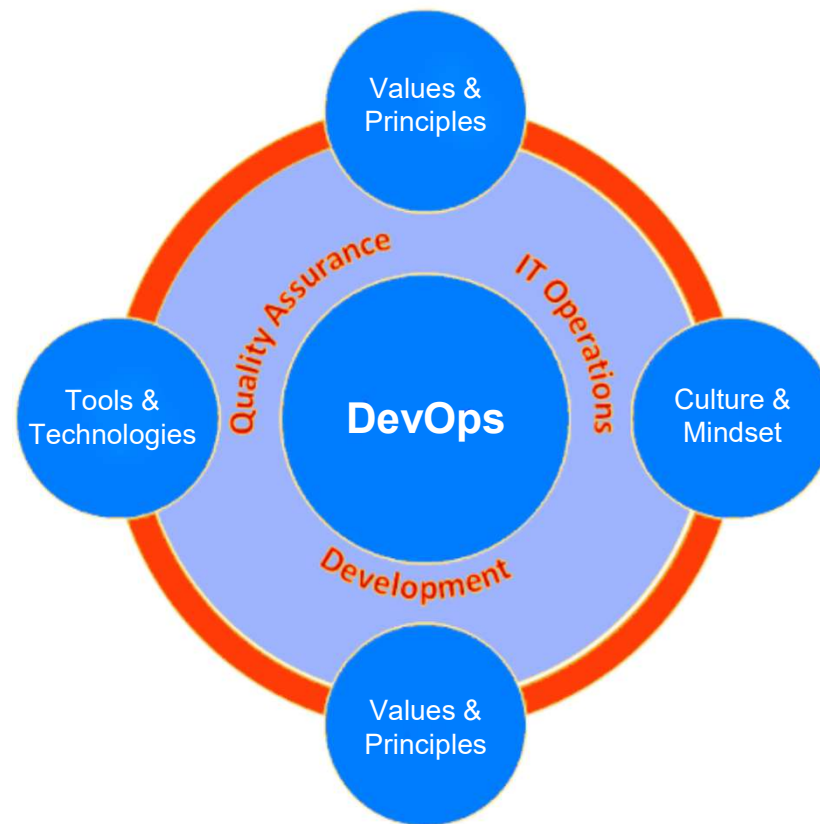 Values &
Principles
Quality Assurance
IT Operations
Tools &
Technologies
DevOps
Culture &
Mindset
Development
Values &
Principles